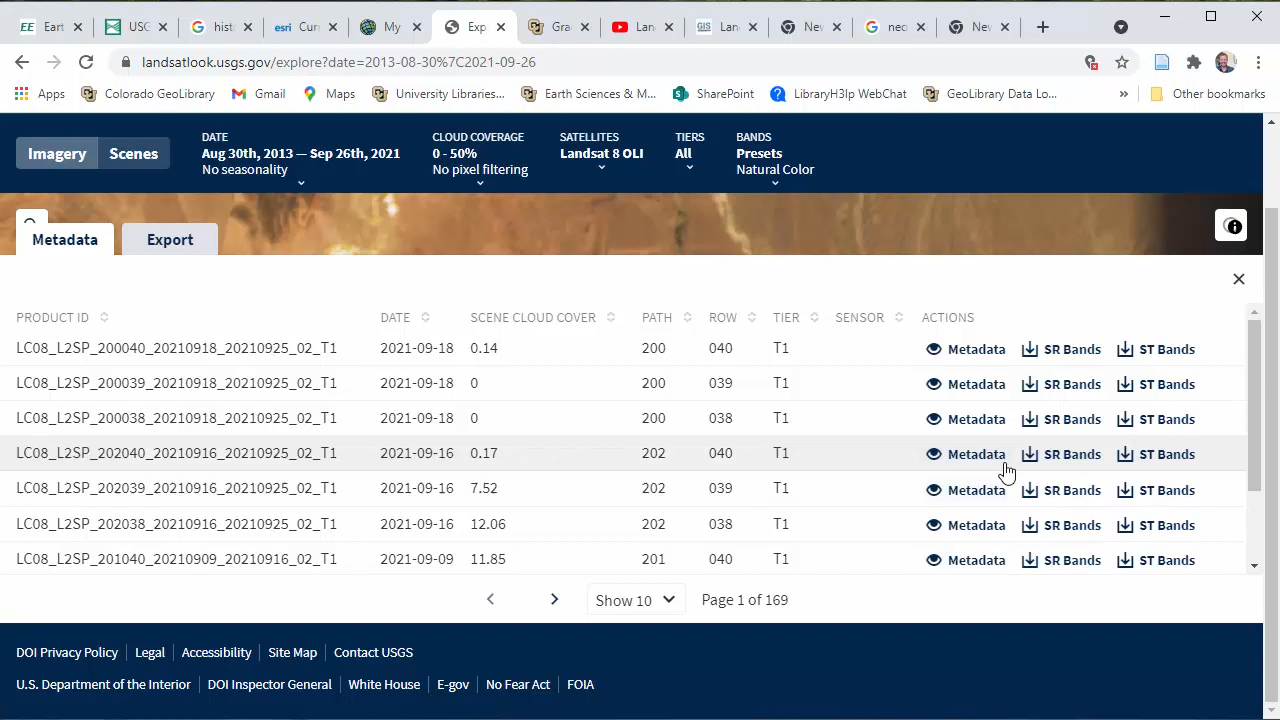 Eart
USG
hist
esri Curr
My
Exp
Gra
Lan
Lan
Nev
nec
Nev
landsatlook.usgs.gov/explore?date=2013-08-30%7C2021-09-26
Apps Colorado GeoLibrary Gmail Maps University Libraries... Earth Sciences & M... SharePoint LibraryH3lp WebChat GeoLibrary Data Lo... » Other bookmarks
Imagery Scenes
DATE
Aug 30th, 2013 — Sep 26th, 2021
No seasonality
CLOUD COVERAGE
0 - 50%
No pixel filtering
SATELLITES
Landsat 8 OLI
TIERS
All
BANDS
Presets
Natural Color
Metadata Export
PRODUCT ID DATE SCENE CLOUD COVER PATH ROW TIER SENSOR ACTIONS
LC08_L2SP_200040_20210918_20210925_02_T1 2021-09-18 0.14 200 040 T1 Metadata SR Bands ST Bands
LC08_L2SP_200039_20210918_20210925_02_T1 2021-09-18 0 200 039 T1 Metadata SR Bands ST Bands
LC08_L2SP_200038_20210918_20210925_02_T1 2021-09-18 0 200 038 T1 Metadata SR Bands ST Bands
LC08_L2SP_202040_20210916_20210925_02_T1 2021-09-16 0.17 202 040 T1 Metadata SR Bands ST Bands
LC08_L2SP_202039_20210916_20210925_02_T1 2021-09-16 7.52 202 039 T1 Metadata SR Bands ST Bands
LC08_L2SP_202038_20210916_20210925_02_T1 2021-09-16 12.06 202 038 T1 Metadata SR Bands ST Bands
LC08_L2SP_201040_20210909_20210916_02_T1 2021-09-09 11.85 201 040 T1 Metadata SR Bands ST Bands
Show 10 Page 1 of 169
DOI Privacy Policy Legal Accessibility Site Map Contact USGS
U.S. Department of the Interior DOI Inspector General White House E-gov No Fear Act FOIA